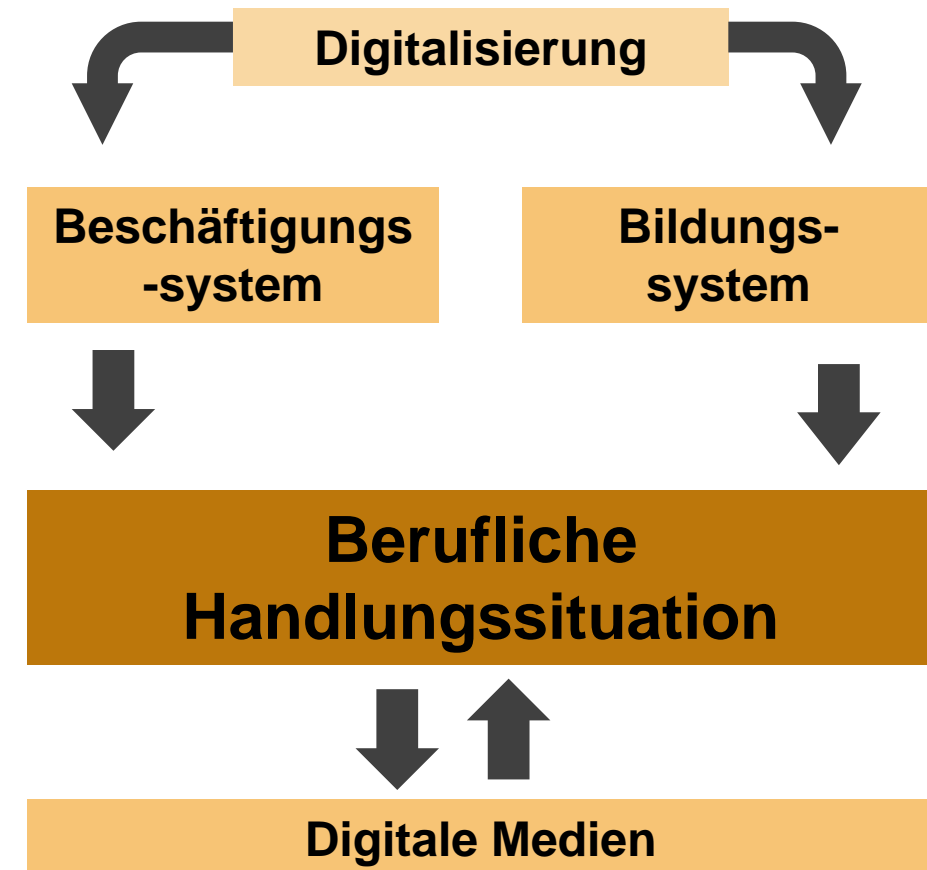 Digitalisierung
Beschäftigungs
-system
Bildungs-
system
Berufliche
Handlungssituation
Digitale Medien